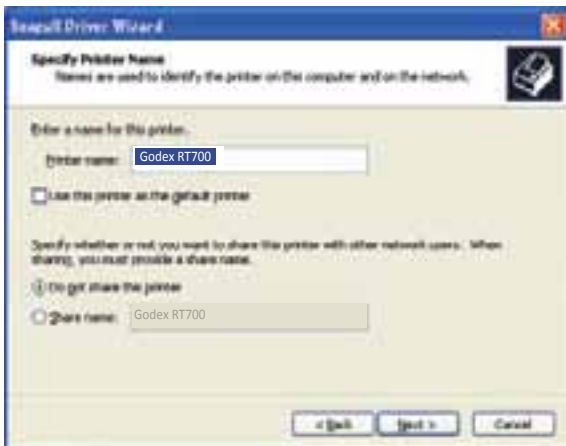 Seagull Driver Wizard
Specify Printer Name
Names are used to identify the printer on this computer and on the network.
Enter a name for this printer.
Printer name: Godex RT700
Use this printer as the default printer
Specify whether or not you want to share this printer with other network users. When
sharing, you must provide a share name.
Do not share this printer
Share name: Godex RT700
< Back Next > Cancel